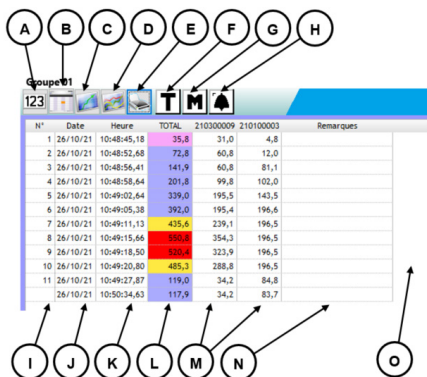 A B C D E F G H
Groupe 01
123 T M
N° Date Heure TOTAL 210300009 210100003 Remarques
1 26/10/21 10:48:45,18 35,8 31,0 4,8
2 26/10/21 10:48:52,68 72,8 60,8 12,0
3 26/10/21 10:48:56,41 141,9 60,8 81,1
4 26/10/21 10:48:58,64 201,8 99,8 102,0
5 26/10/21 10:49:02,64 339,0 195,5 143,5
6 26/10/21 10:49:05,38 392,0 195,4 196,6
7 26/10/21 10:49:11,13 435,6 239,1 196,5
8 26/10/21 10:49:15,66 550,8 354,3 196,5
9 26/10/21 10:49:18,50 520,4 323,9 196,5
10 26/10/21 10:49:20,80 485,3 288,8 196,5
11 26/10/21 10:49:27,87 119,0 34,2 84,8
26/10/21 10:50:34,63 117,9 34,2 83,7
I J K L M N O